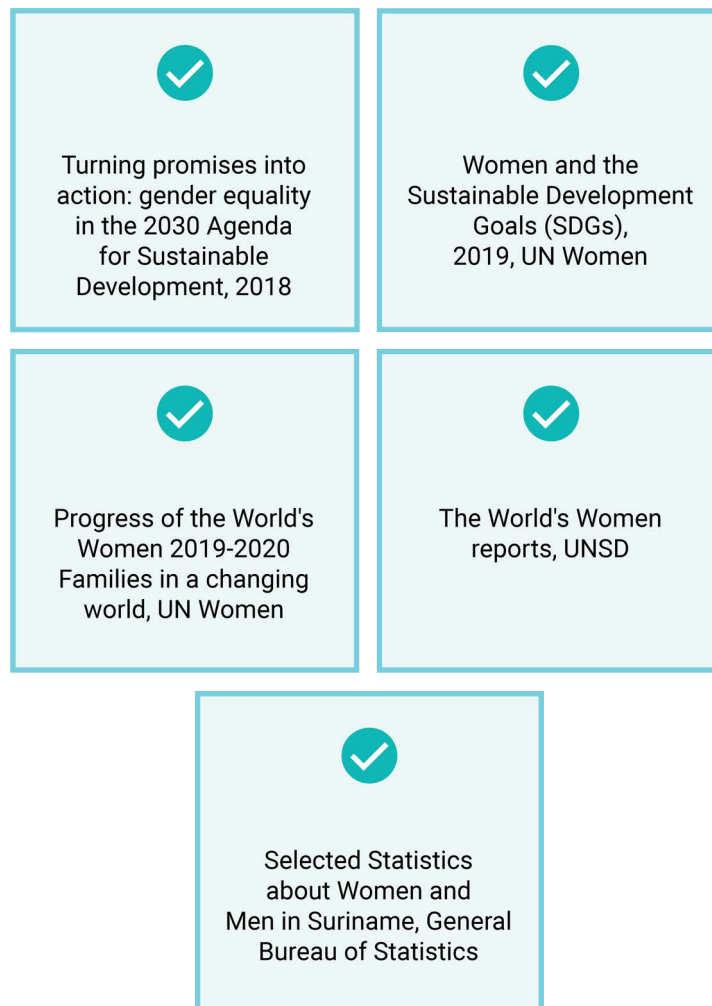 Turning promises into
action: gender equality
in the 2030 Agenda
for Sustainable
Development, 2018
Women and the
Sustainable Development
Goals (SDGs),
2019, UN Women
Progress of the World's
Women 2019-2020
Families in a changing
world, UN Women
The World's Women
reports, UNSD
Selected Statistics
about Women and
Men in Suriname, General
Bureau of Statistics